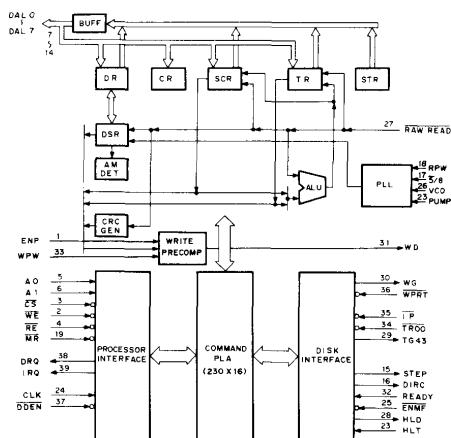 DAL 0
BUFF
DAL 7
7
14
DR
CR
SCR
TR
STR
27
RAW READ
DSR
AM DET
ALU
PLL
18 RPW
17 5/8
26 VCO
23 PUMP
CRC GEN
ENP 1
WPW 33
WRITE PRECOMP
31 WD
A0 5
A1 6
CS 3
WE 2
RE 4
MR 19
DRQ 38
IRQ 39
CLK 24
DDEN 37
PROCESSOR INTERFACE
COMMAND PLA (230 X 16)
DISK INTERFACE
30 WG
36 WPRT
35 IP
34 TR00
29 TG43
15 STEP
16 DIRC
32 READY
25 ENMF
28 HLD
23 HLT